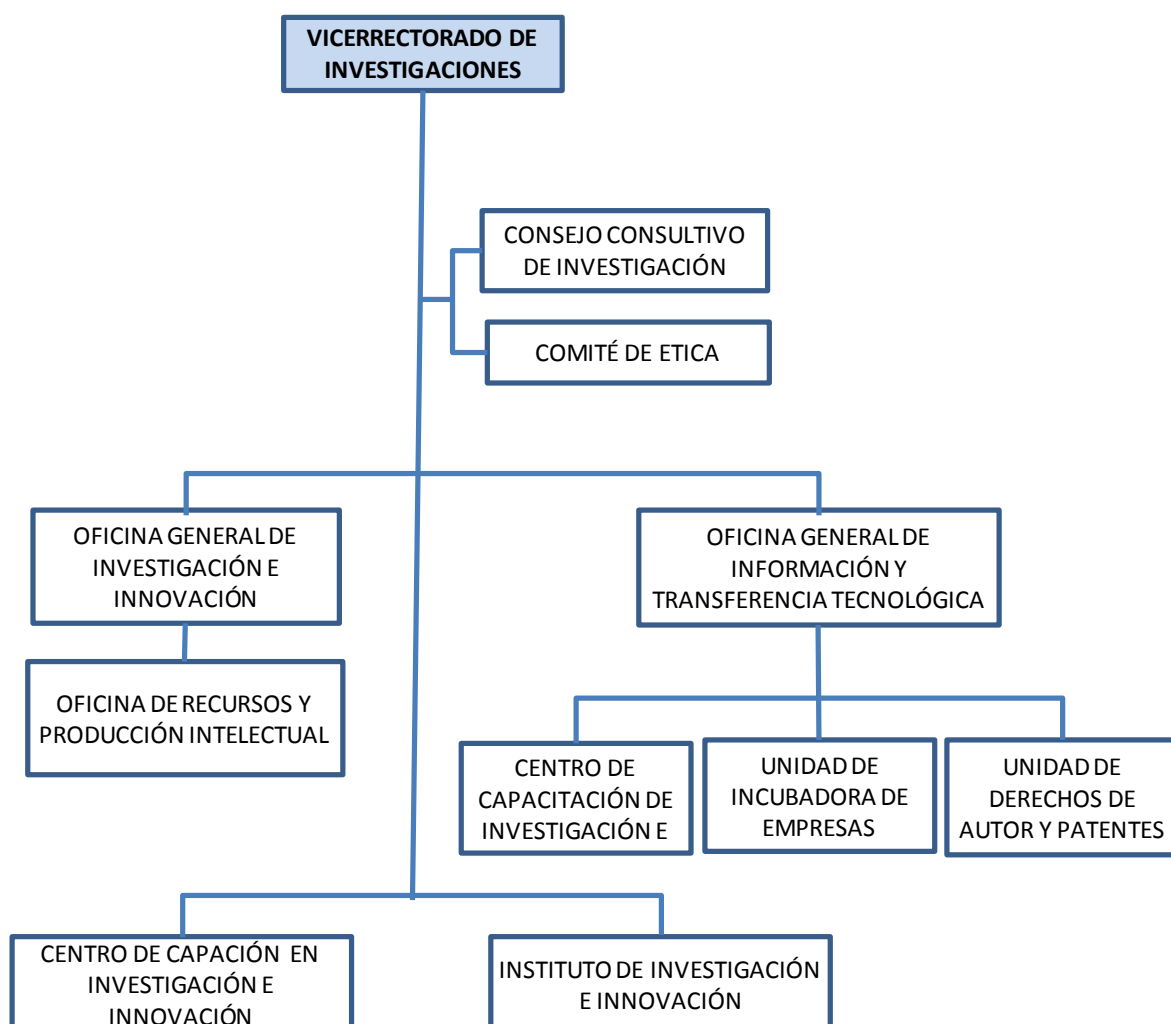 VICERRECTORADO DE
INVESTIGACIONES
CONSEJO CONSULTIVO
DE INVESTIGACIÓN
COMITÉ DE ETICA
OFICINA GENERAL DE
INVESTIGACIÓN E
INNOVACIÓN
OFICINA GENERAL DE
INFORMACIÓN Y
TRANSFERENCIA TECNOLÓGICA
OFICINA DE RECURSOS Y
PRODUCCIÓN INTELECTUAL
CENTRO DE
CAPACITACIÓN DE
INVESTIGACIÓN E
UNIDAD DE
INCUBADORA DE
EMPRESAS
UNIDAD DE
DERECHOS DE
AUTOR Y PATENTES
CENTRO DE CAPACIÓN EN
INVESTIGACIÓN E
INNOVACIÓN
INSTITUTO DE INVESTIGACIÓN
E INNOVACIÓN